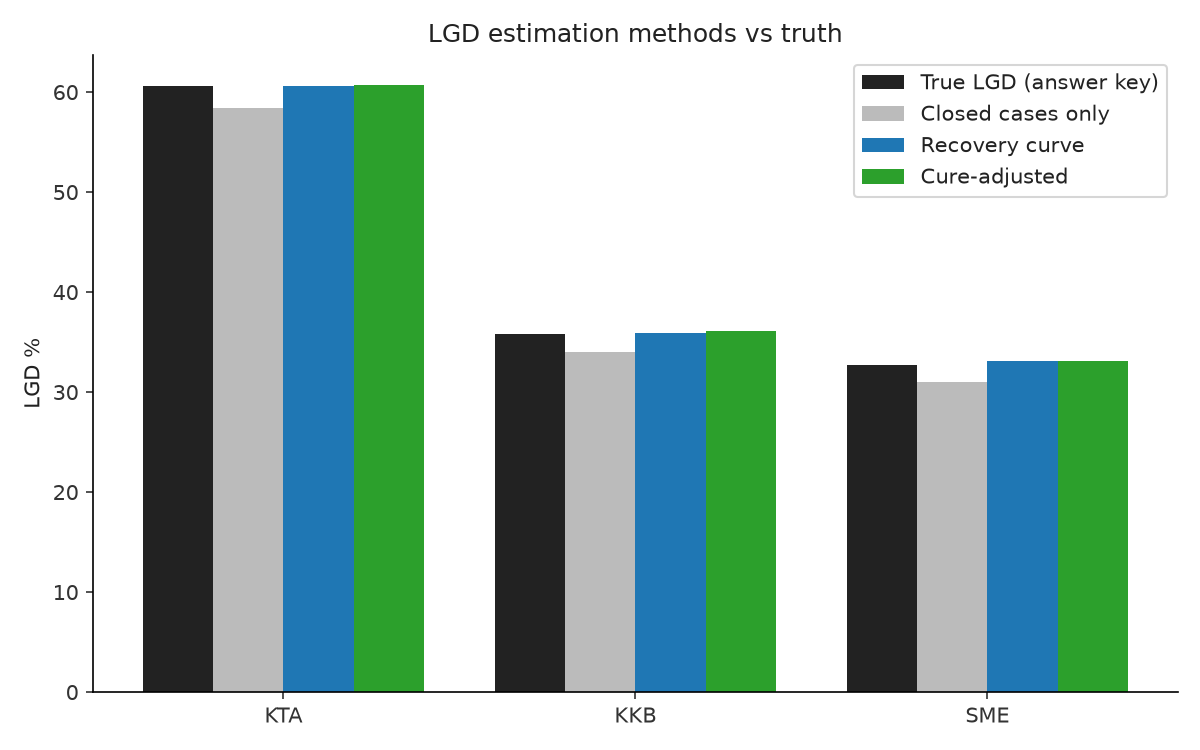 LGD estimation methods vs truth
True LGD (answer key)
Closed cases only
Recovery curve
Cure-adjusted
LGD %
60
50
40
30
20
10
0
KTA
KKB
SME